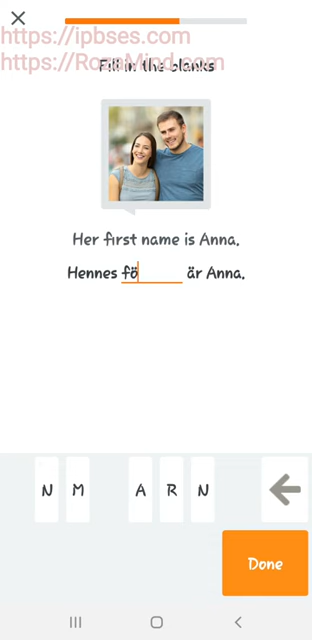 https://ipbses.com
https://RomMind.com
Fill in the blanks
Her first name is Anna.
Hennes fö är Anna.
N M A R N
Done